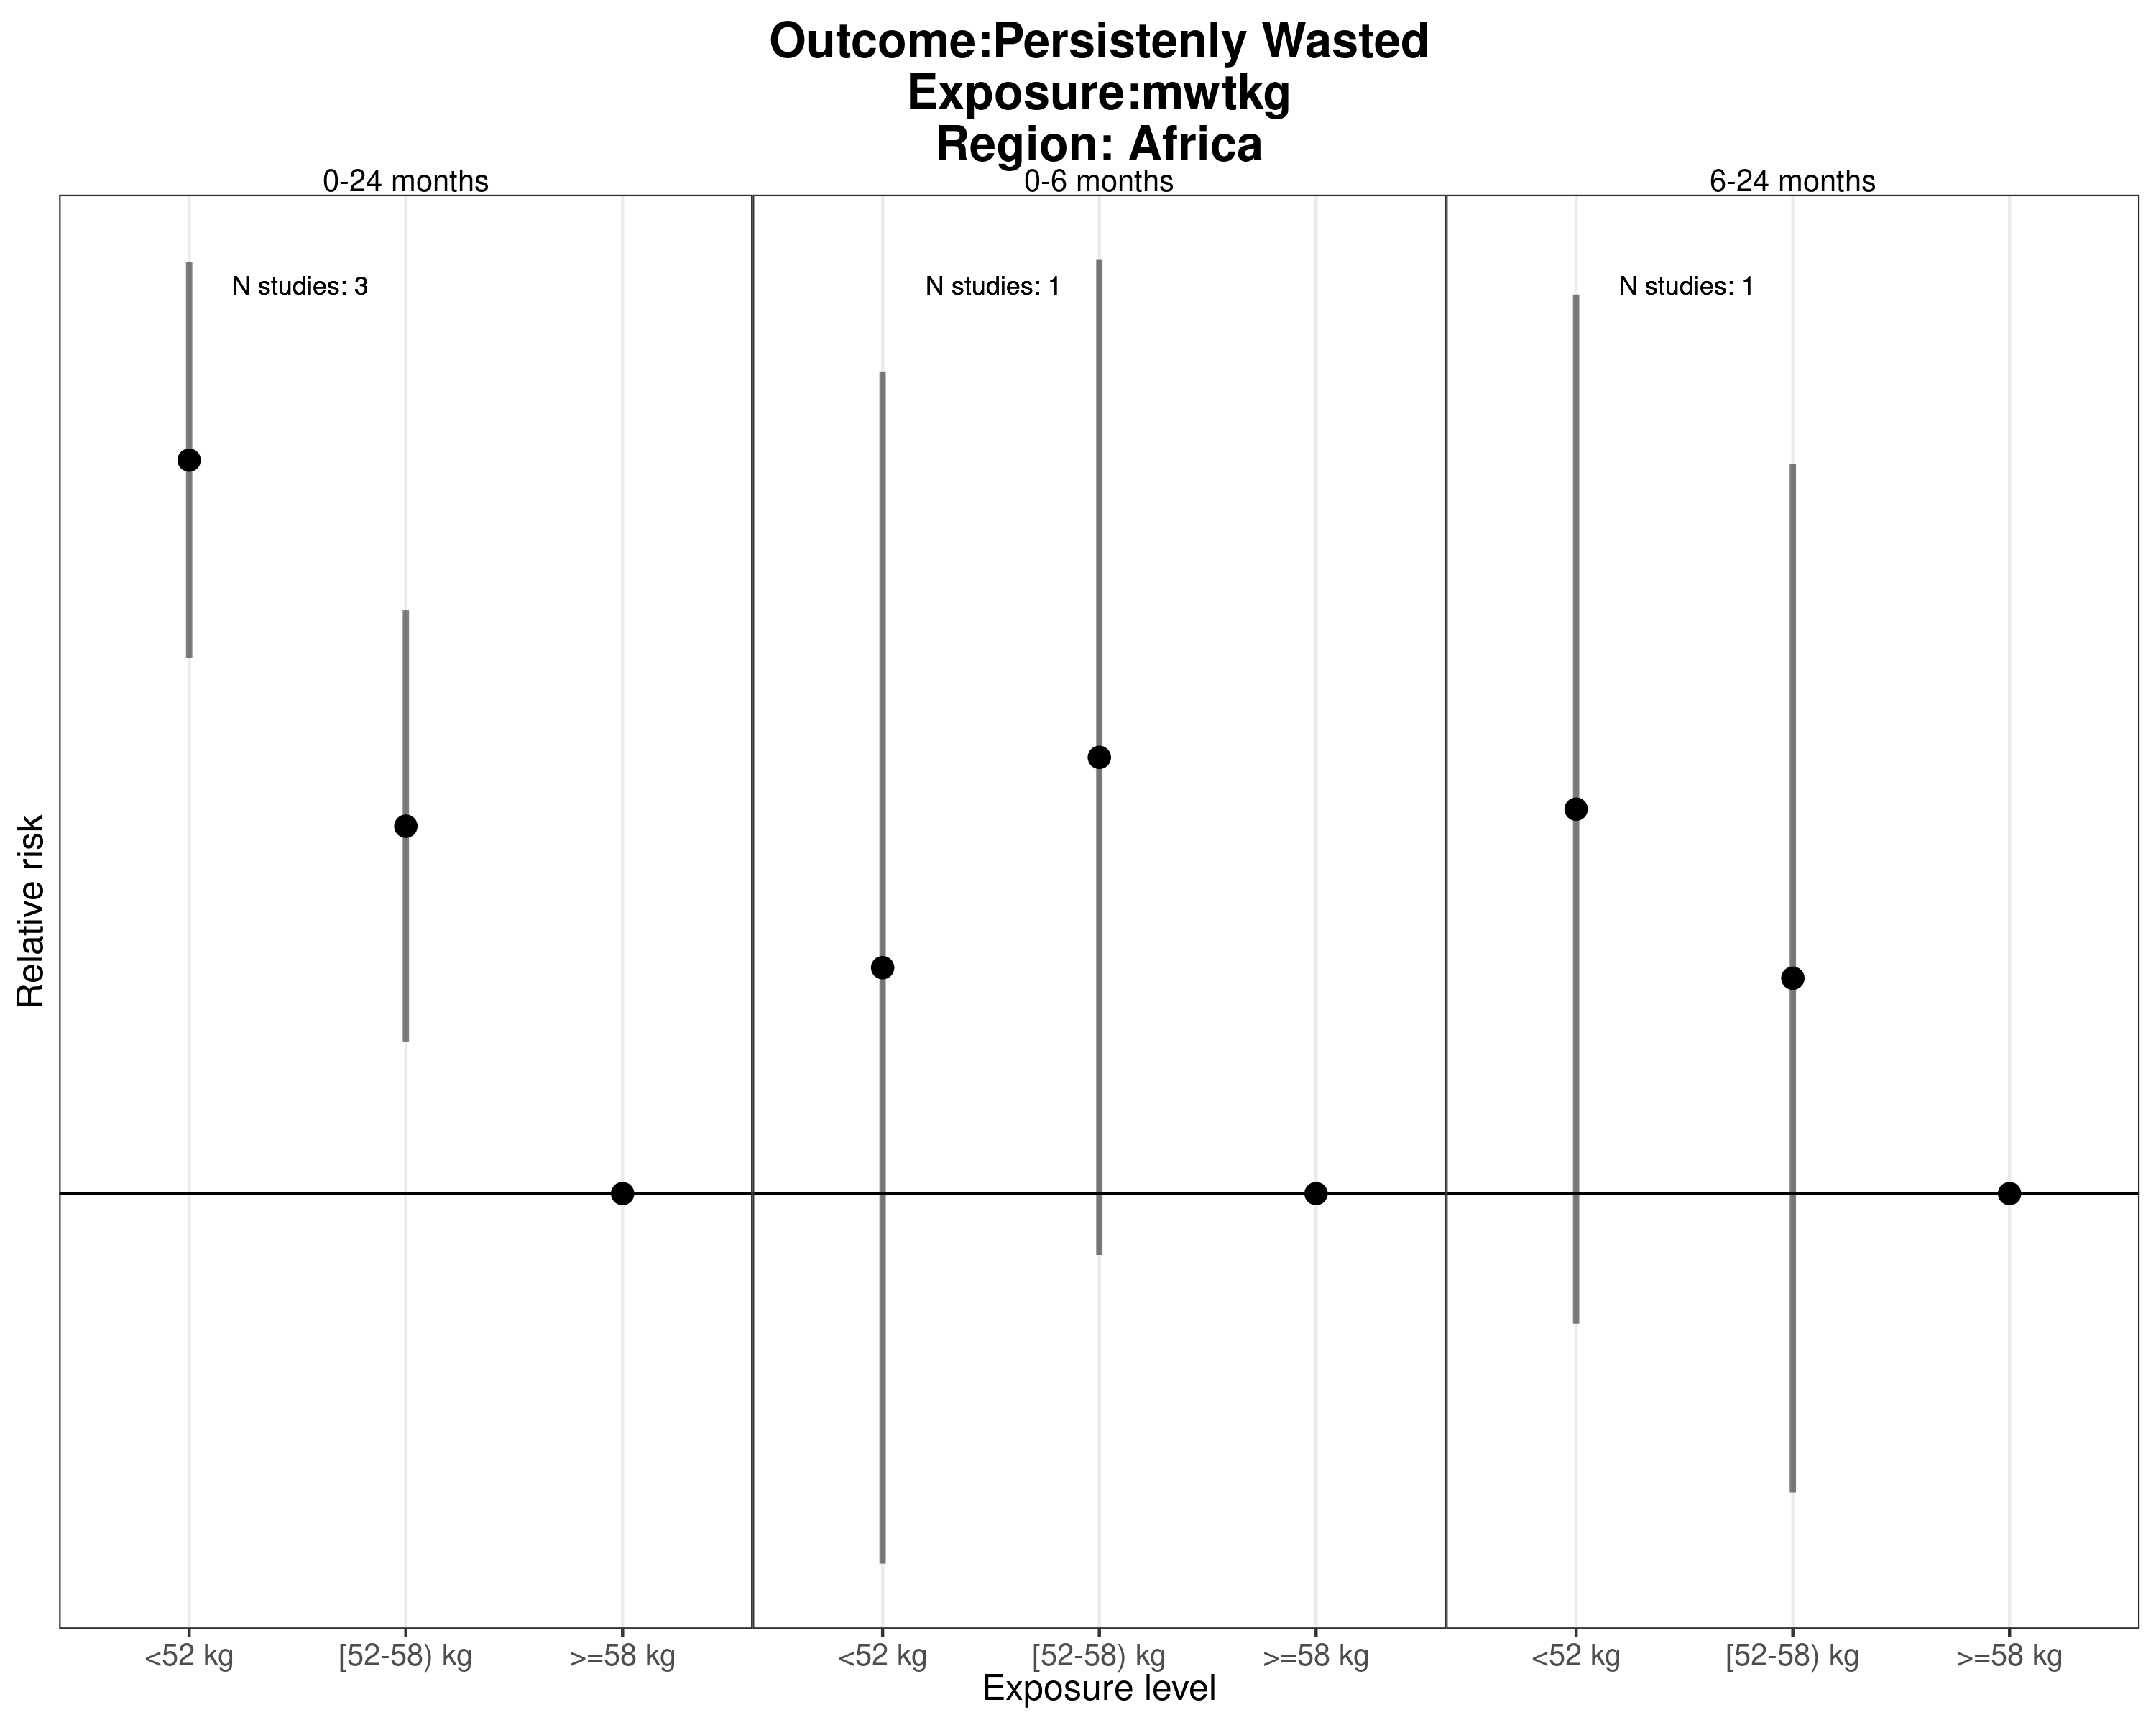 Outcome:Persistenly Wasted
Exposure:mwtkg
Region: Africa
0-24 months
0-6 months
6-24 months
N studies: 3
N studies: 1
N studies: 1
Relative risk
<52 kg
[52-58) kg
>=58 kg
<52 kg
[52-58) kg
>=58 kg
<52 kg
[52-58) kg
>=58 kg
Exposure level